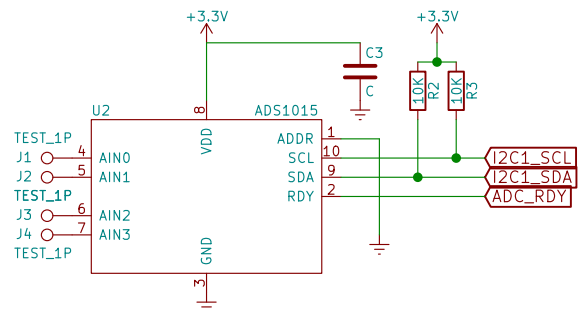 +3.3V
+3.3V
C3
C
10K
R2
10K
R3
U2
ADS1015
8
VDD
TEST_1P
J1
4
AIN0
J2
5
AIN1
TEST_1P
J3
6
AIN2
J4
7
AIN3
TEST_1P
ADDR
1
SCL
10
I2C1_SCL
SDA
9
I2C1_SDA
RDY
2
ADC_RDY
GND
3